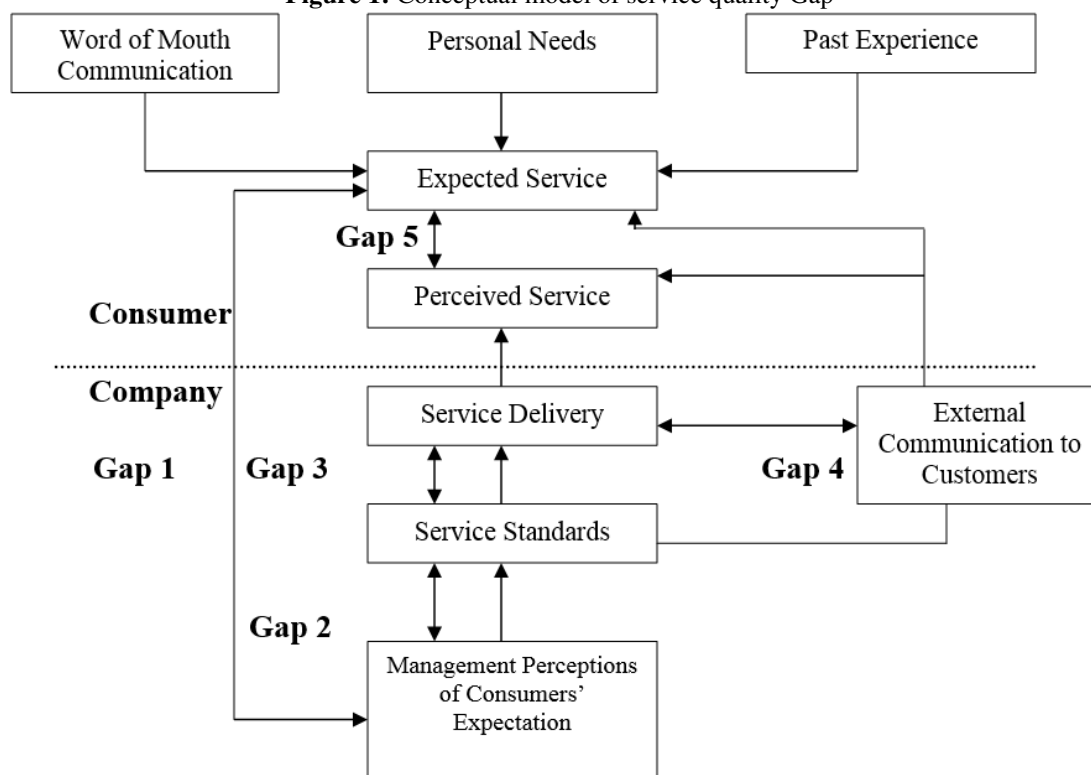 Figure 1: Conceptual model of service quality Gap
Word of Mouth
Communication
Personal Needs
Past Experience
Expected Service
Gap 5
Perceived Service
Consumer
Company
Service Delivery
External
Communication to
Customers
Gap 1
Gap 3
Gap 4
Service Standards
Gap 2
Management Perceptions
of Consumers’
Expectation